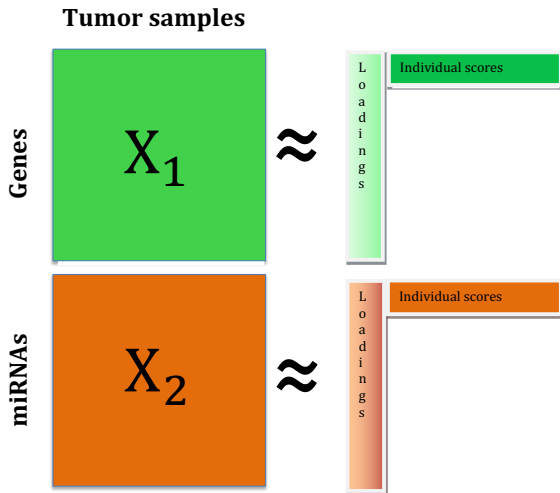 Tumor samples
Genes
X₁
≈
Loadings
Individual scores
miRNAs
X₂
≈
Loadings
Individual scores